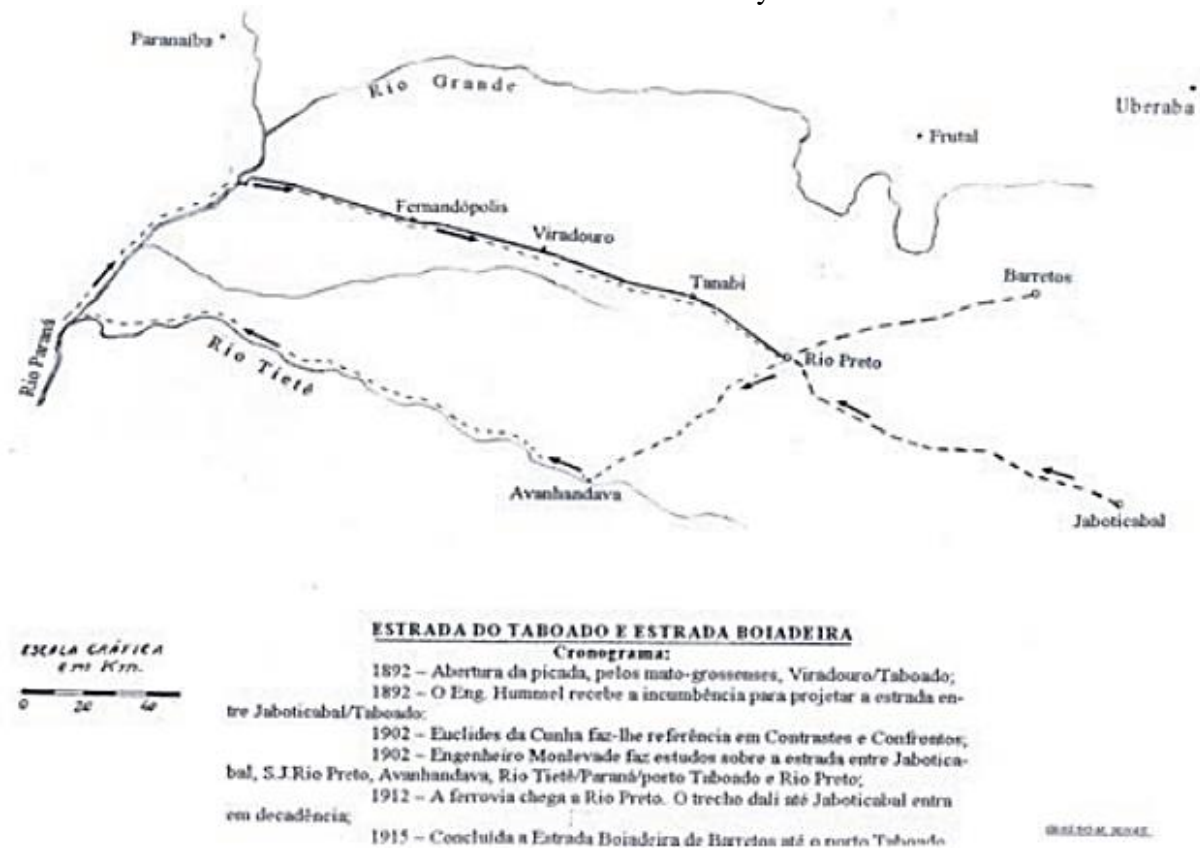 Paranaíba
Rio Grande
Uberaba
Frutal
Fernandópolis
Viradouro
Tanabi
Barretos
Rio Preto
Rio Paraná
Rio Tietê
Avanhandava
Jaboticabal
ESTRADA DO TABOADO E ESTRADA BOIADEIRA
Cronograma:
ESCALA GRÁFICA
em Km.
0 20 40
1892 – Abertura da picada, pelos mato-grossenses, Viradouro/Taboado;
1892 – O Eng. Hummel recebe a incumbência para projetar a estrada en-
tre Jaboticabal/Taboado;
1902 – Euclides da Cunha faz-lhe referência em Contrastes e Confrontos;
1902 – Engenheiro Monlevade faz estudos sobre a estrada entre Jabotica-
bal, S.J.Rio Preto, Avanhandava, Rio Tietê/Paraná/porto Taboado e Rio Preto;
1912 – A ferrovia chega a Rio Preto. O trecho dali até Jaboticabal entra
em decadência;
1915 – Concluída a Estrada Boiadeira de Barretos até o porto Taboado